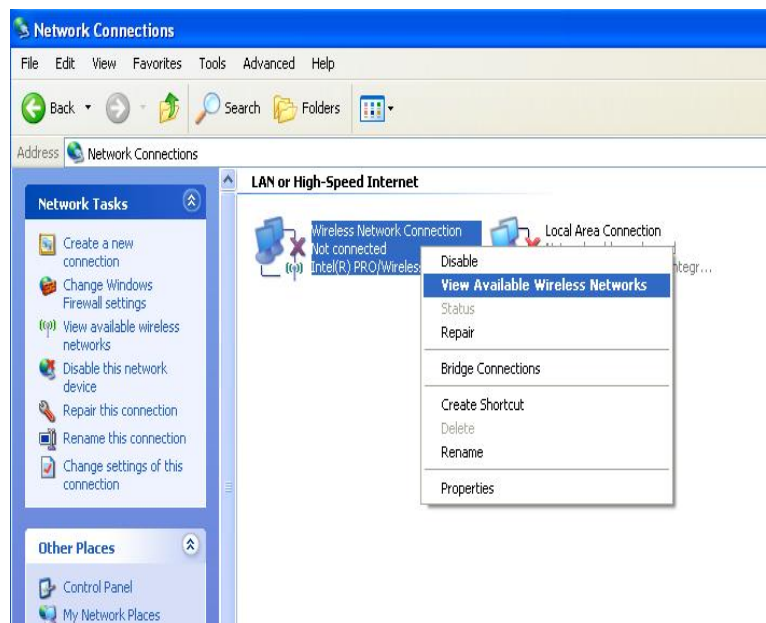 Network Connections
File Edit View Favorites Tools Advanced Help
Back Search Folders
Address Network Connections
Network Tasks
Create a new
connection
Change Windows
Firewall settings
View available wireless
networks
Disable this network
device
Repair this connection
Rename this connection
Change settings of this
connection
Other Places
Control Panel
My Network Places
LAN or High-Speed Internet
Wireless Network Connection
Not connected
Intel(R) PRO/Wireless
Local Area Connection
Disable
View Available Wireless Networks
Status
Repair
Bridge Connections
Create Shortcut
Delete
Rename
Properties